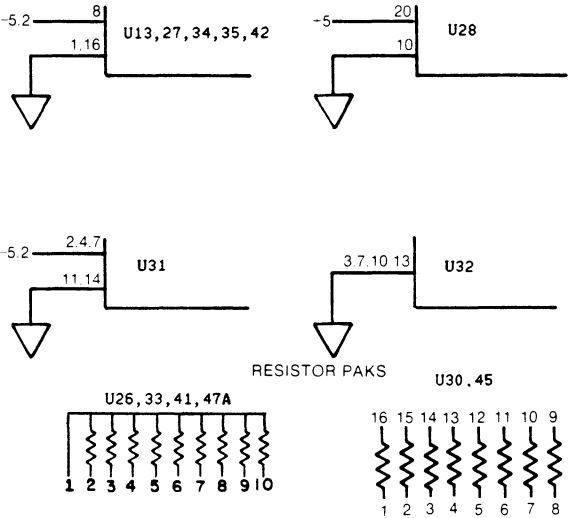 -5.2 8
U13,27,34,35,42
1,16
+5 20
U28
10
-5.2 2.4.7
U31
11,14
3.7.10 13
U32
RESISTOR PAKS
U26,33,41,47A
1 2 3 4 5 6 7 8 9 10
U30.45
16 15 14 13 12 11 10 9
1 2 3 4 5 6 7 8